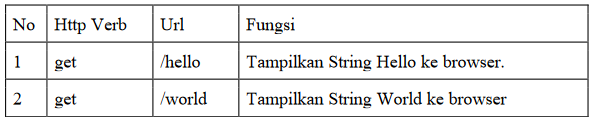 No Http Verb Url Fungsi
1 get /hello Tampilkan String Hello ke browser.
2 get /world Tampilkan String World ke browser